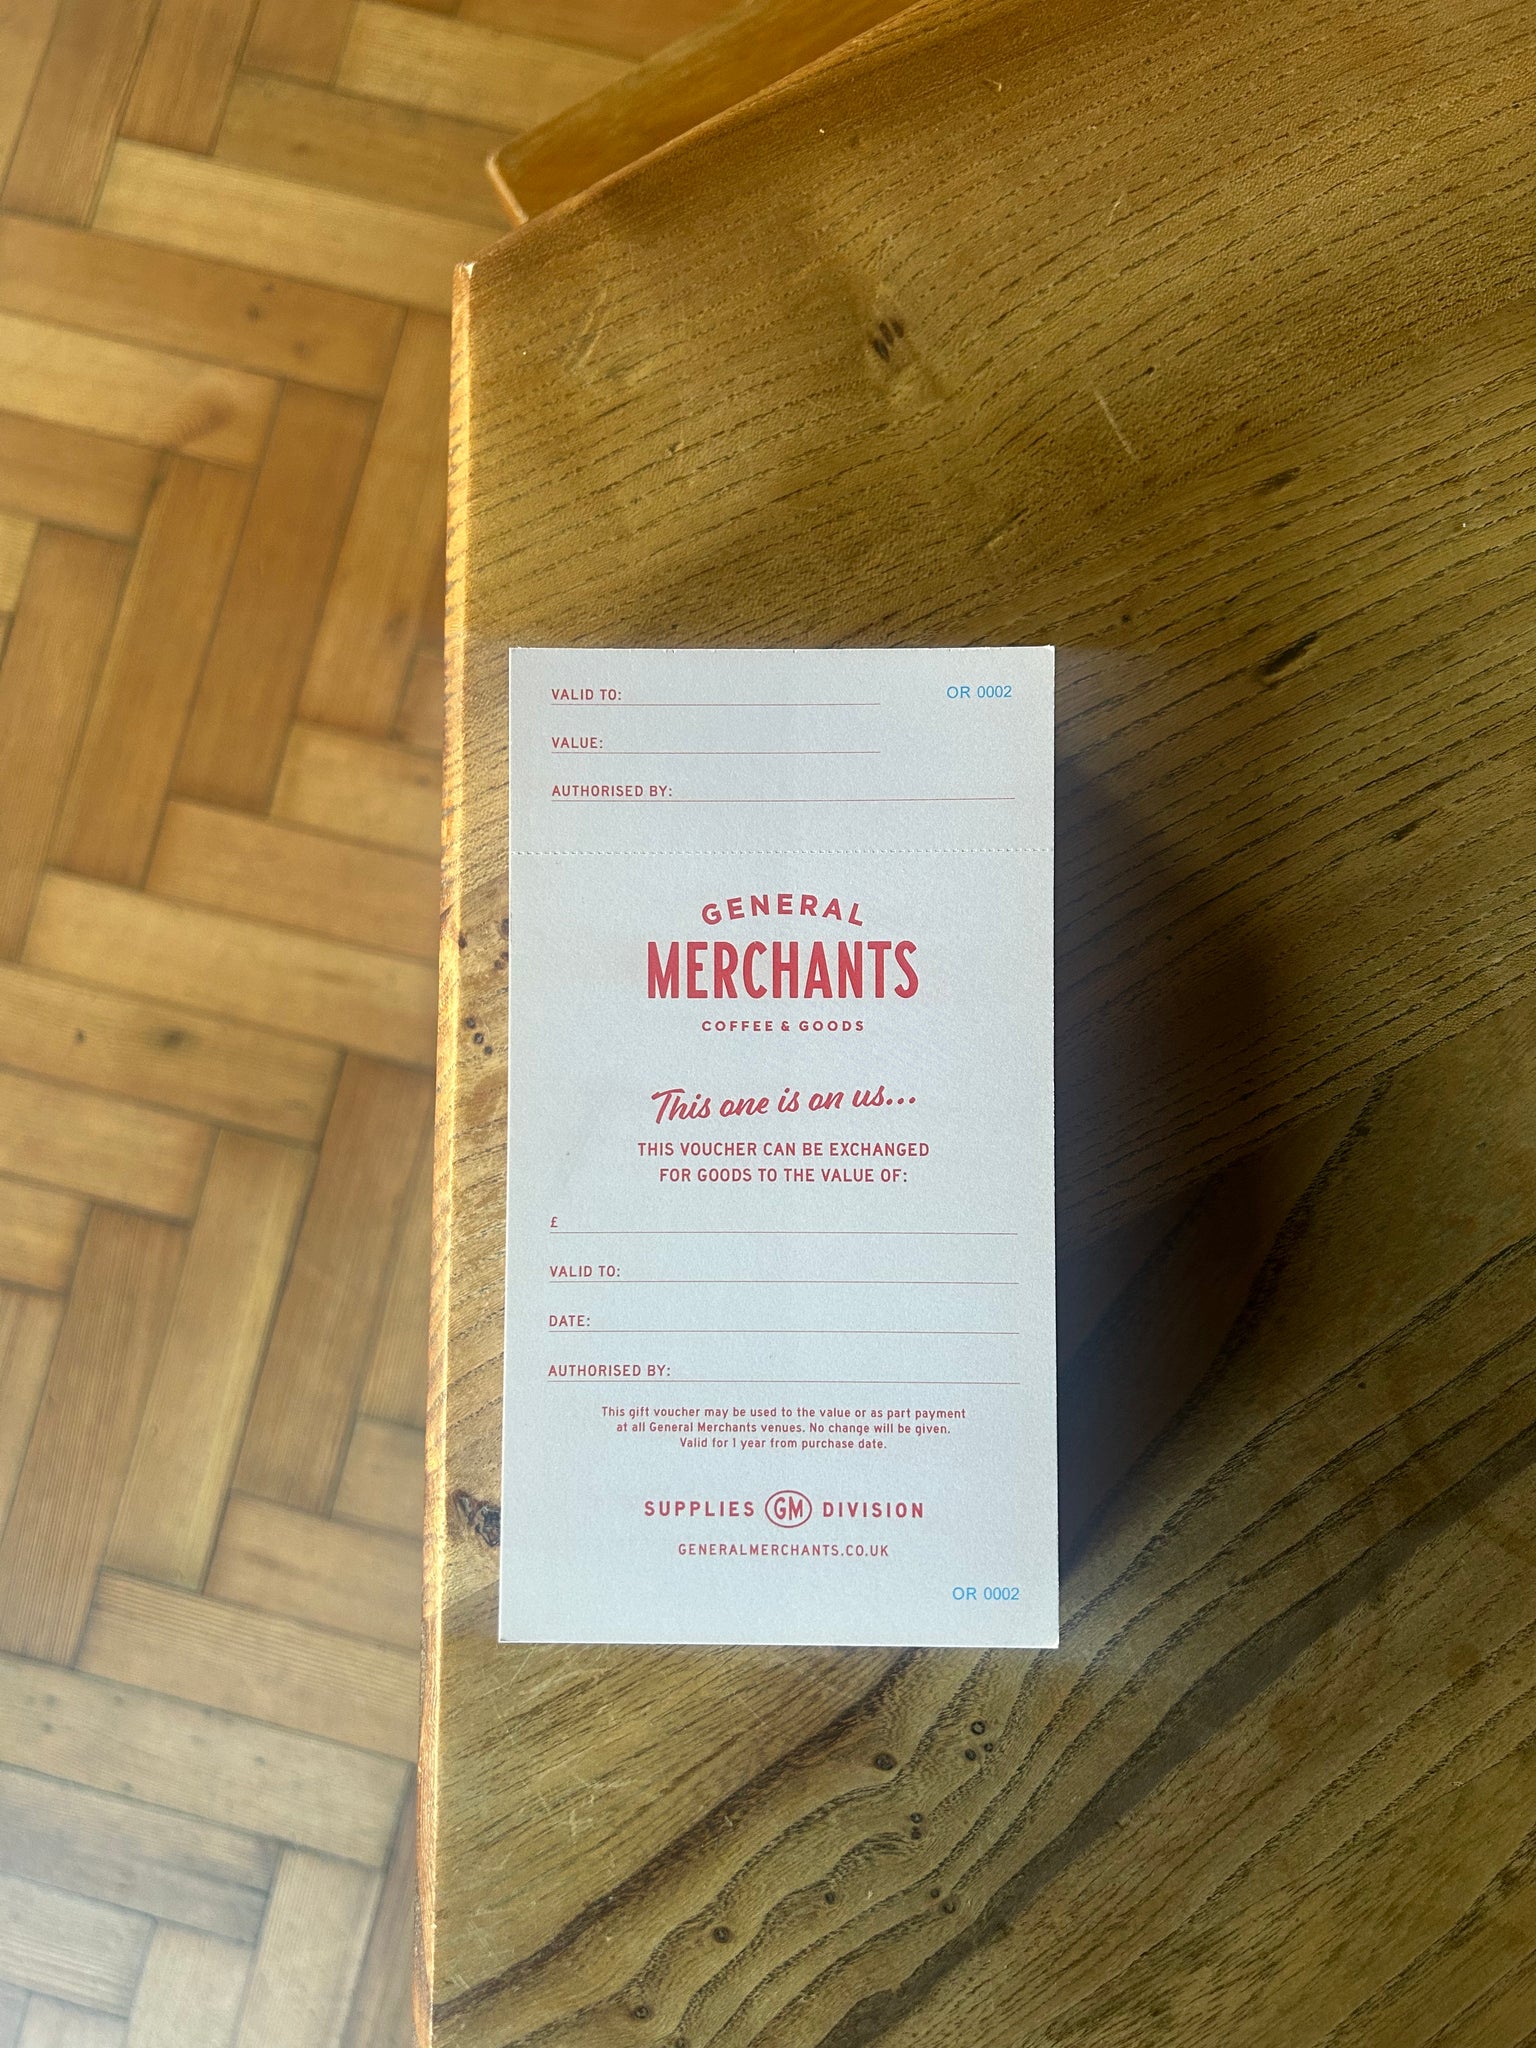 VALID TO: OR 0002
VALUE:
AUTHORISED BY:
GENERAL
MERCHANTS
COFFEE & GOODS
This one is on us...
THIS VOUCHER CAN BE EXCHANGED
FOR GOODS TO THE VALUE OF:
£
VALID TO:
DATE:
AUTHORISED BY:
This gift voucher may be used to the value or as part payment
at all General Merchants venues. No change will be given.
Valid for 1 year from purchase date.
SUPPLIES GM DIVISION
GENERALMERCHANTS.CO.UK
OR 0002